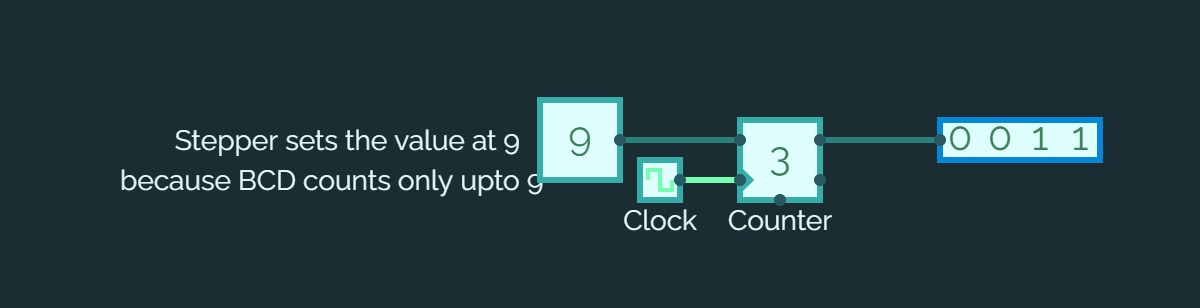 Stepper sets the value at 9
because BCD counts only upto 9
9
3
0 0 1 1
Clock
Counter